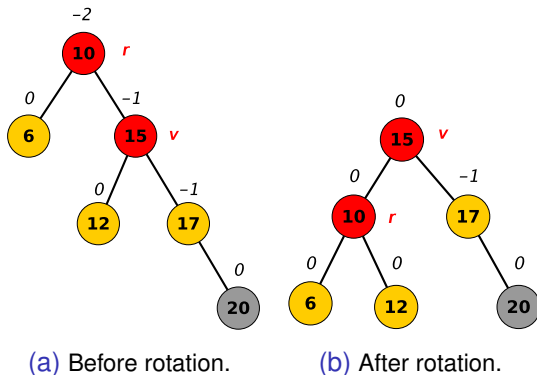 –2
10 r
0 –1
6 15 v
0 –1
12 17
0
20
(a) Before rotation.
0
15 v
0 –1
10 r 17
0 0 0
6 12 20
(b) After rotation.